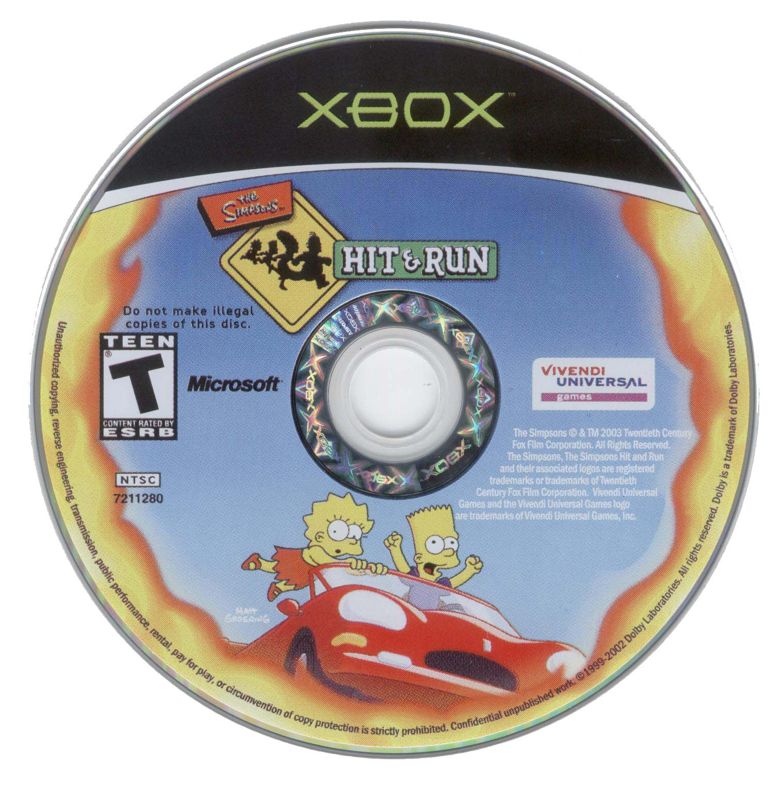 XBOX™
THE
SIMPSONS™
HIT & RUN
Do not make illegal
copies of this disc.
TEEN
T
®
CONTENT RATED BY
ESRB
Microsoft®
VIVENDI
UNIVERSAL
games
NTSC
7211280
The Simpsons © & TM 2003 Twentieth Century
Fox Film Corporation. All Rights Reserved.
The Simpsons, The Simpsons Hit and Run
and their associated logos are registered
trademarks or trademarks of Twentieth
Century Fox Film Corporation. Vivendi Universal
Games and the Vivendi Universal Games logo
are trademarks of Vivendi Universal Games, Inc.
MATT
GROENING
Unauthorized copying, reverse engineering, transmission, public performance, rental, pay for play, or circumvention of copy protection is strictly prohibited. Confidential unpublished work. ©1999-2002 Dolby Laboratories. All rights reserved. Dolby is a trademark of Dolby Laboratories.